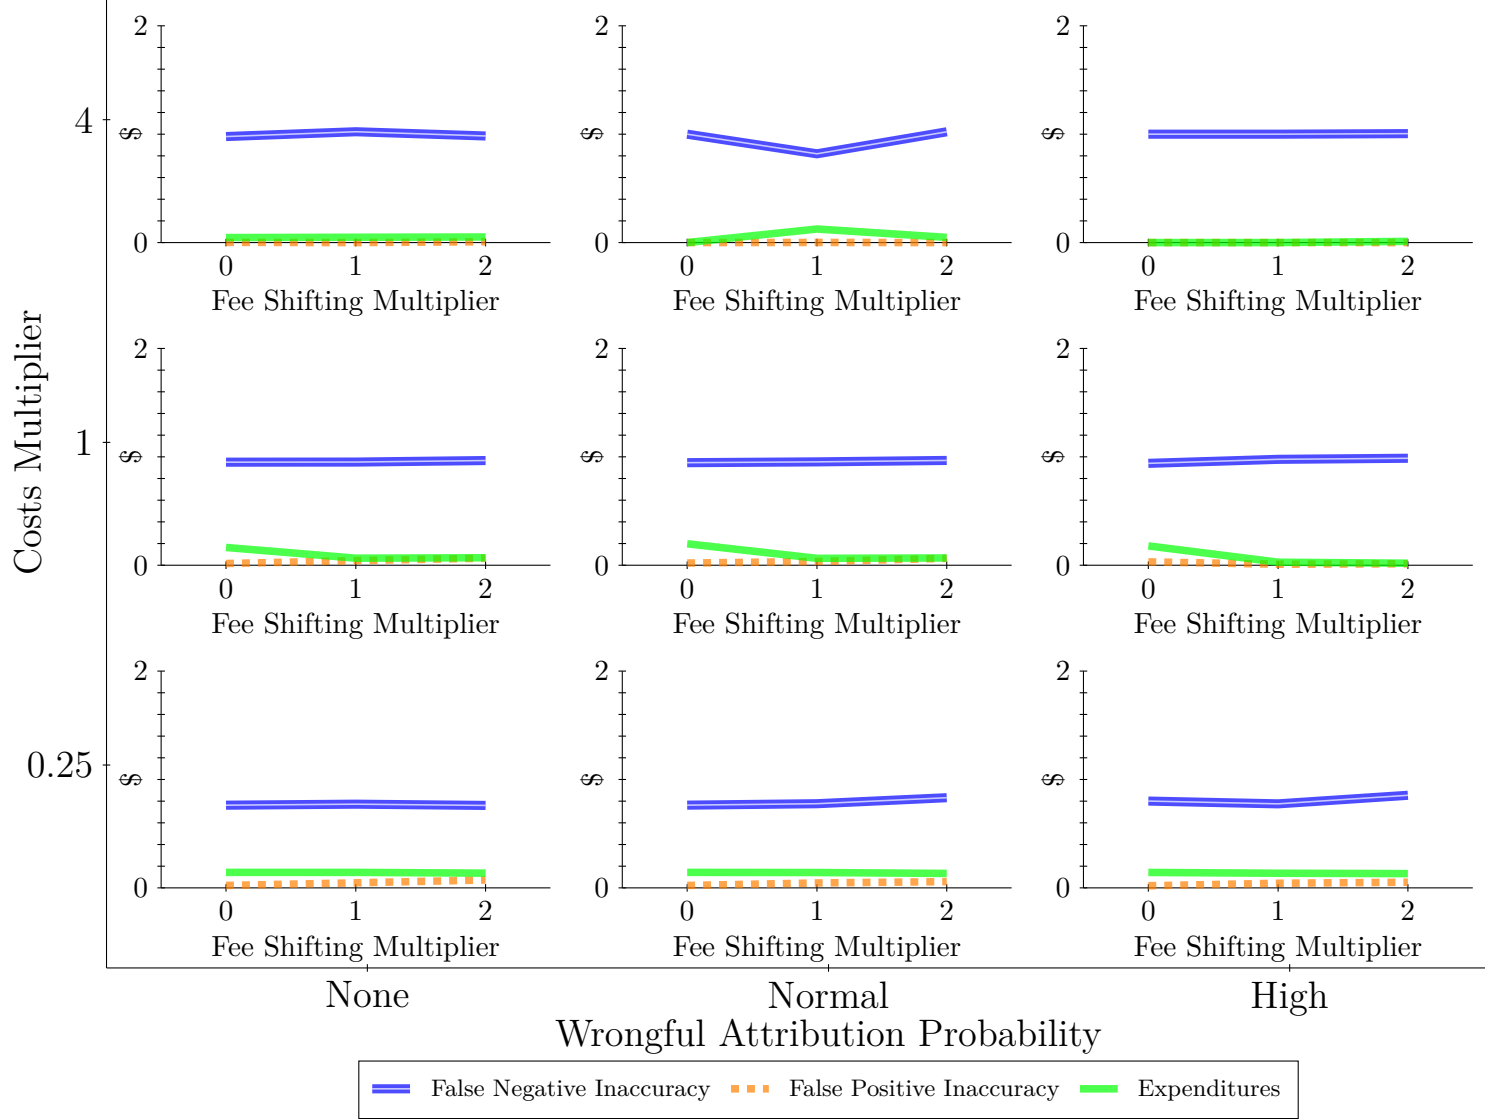 2
$
0
0 1 2
Fee Shifting Multiplier
2
$
0
0 1 2
Fee Shifting Multiplier
2
$
0
0 1 2
Fee Shifting Multiplier
4
2
$
0
0 1 2
Fee Shifting Multiplier
2
$
0
0 1 2
Fee Shifting Multiplier
2
$
0
0 1 2
Fee Shifting Multiplier
1
Costs Multiplier
2
$
0
0 1 2
Fee Shifting Multiplier
2
$
0
0 1 2
Fee Shifting Multiplier
2
$
0
0 1 2
Fee Shifting Multiplier
0.25
None Normal High
Wrongful Attribution Probability
False Negative Inaccuracy False Positive Inaccuracy Expenditures